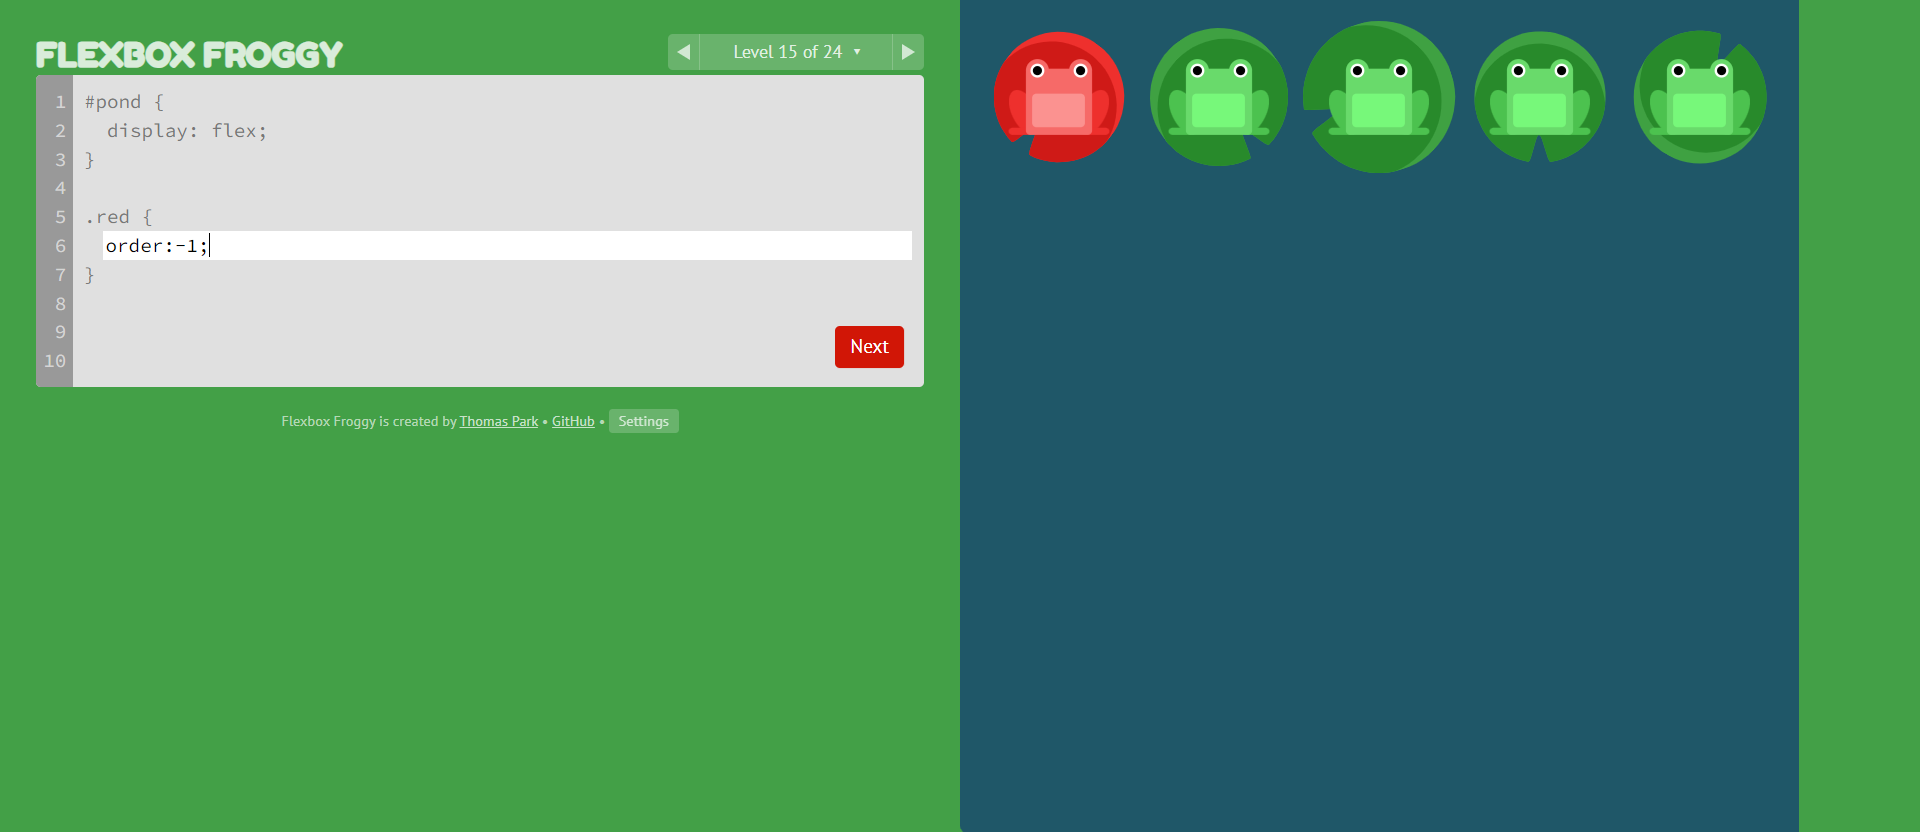 FLEXBOX FROGGY
◀ Level 15 of 24 ▼ ▶
1 #pond {
2   display: flex;
3 }
4
5 .red {
6   order:-1;
7 }
8
9
10
Next
Flexbox Froggy is created by Thomas Park • GitHub • Settings